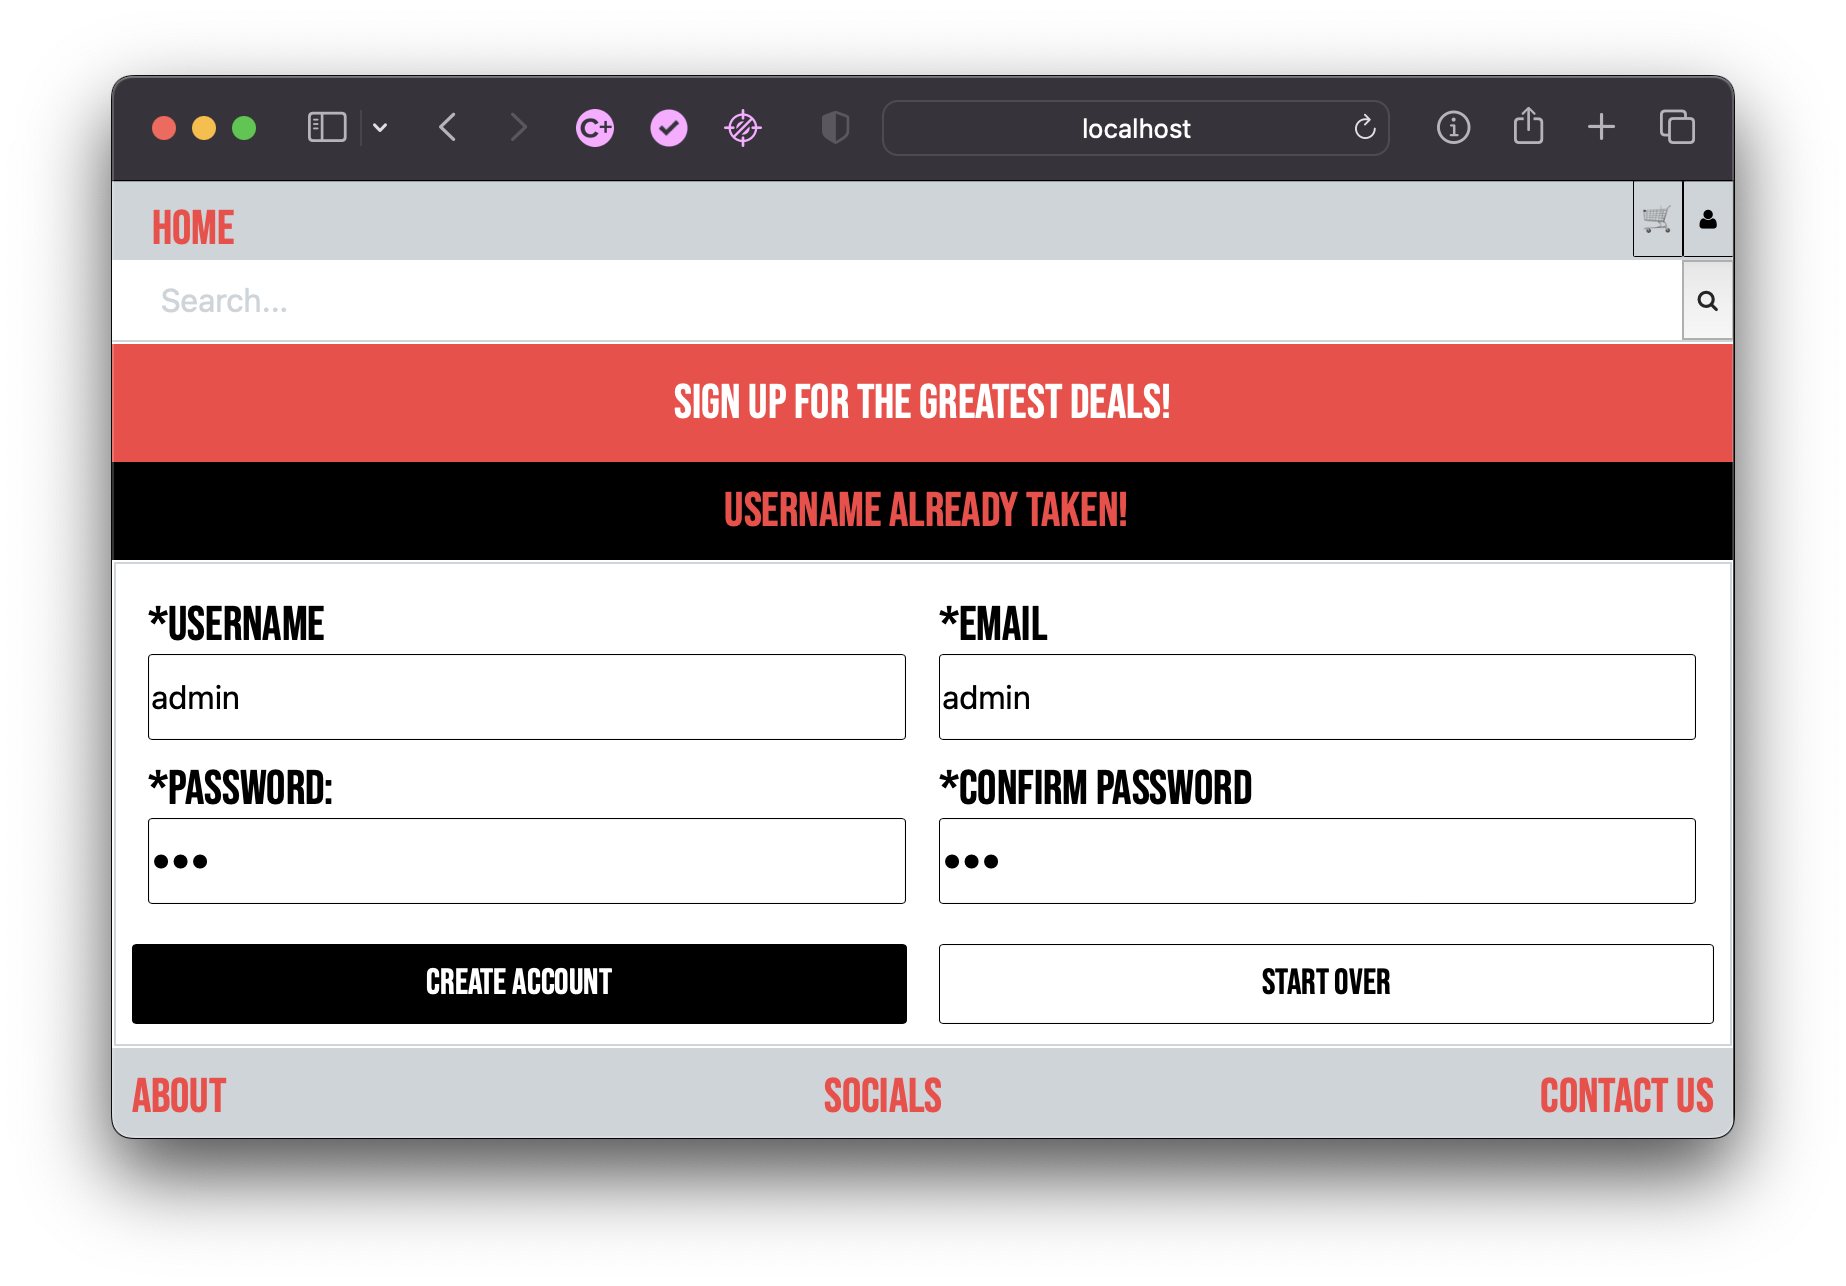 localhost
HOME
Search...
SIGN UP FOR THE GREATEST DEALS!
USERNAME ALREADY TAKEN!
*USERNAME
*EMAIL
admin
admin
*PASSWORD:
*CONFIRM PASSWORD
CREATE ACCOUNT
START OVER
ABOUT
SOCIALS
CONTACT US